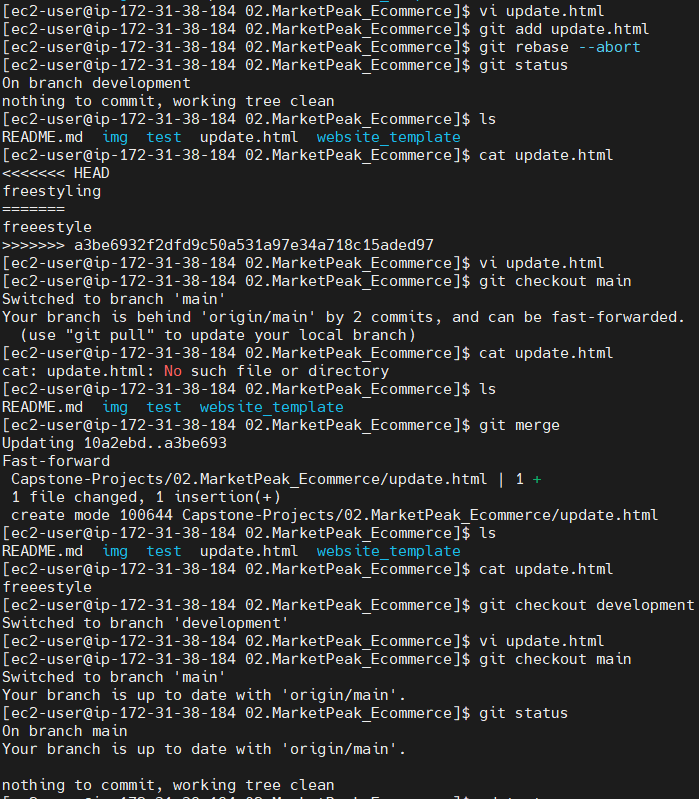 [ec2-user@ip-172-31-38-184 02.MarketPeak_Ecommerce]$ vi update.html
[ec2-user@ip-172-31-38-184 02.MarketPeak_Ecommerce]$ git add update.html
[ec2-user@ip-172-31-38-184 02.MarketPeak_Ecommerce]$ git rebase --abort
[ec2-user@ip-172-31-38-184 02.MarketPeak_Ecommerce]$ git status
On branch development
nothing to commit, working tree clean
[ec2-user@ip-172-31-38-184 02.MarketPeak_Ecommerce]$ ls
README.md  img  test  update.html  website_template
[ec2-user@ip-172-31-38-184 02.MarketPeak_Ecommerce]$ cat update.html
<<<<<<< HEAD
freestyling
=======
freeestyle
>>>>>>> a3be6932f2dfd9c50a531a97e34a718c15aded97
[ec2-user@ip-172-31-38-184 02.MarketPeak_Ecommerce]$ vi update.html
[ec2-user@ip-172-31-38-184 02.MarketPeak_Ecommerce]$ git checkout main
Switched to branch 'main'
Your branch is behind 'origin/main' by 2 commits, and can be fast-forwarded.
  (use "git pull" to update your local branch)
[ec2-user@ip-172-31-38-184 02.MarketPeak_Ecommerce]$ cat update.html
cat: update.html: No such file or directory
[ec2-user@ip-172-31-38-184 02.MarketPeak_Ecommerce]$ ls
README.md  img  test  website_template
[ec2-user@ip-172-31-38-184 02.MarketPeak_Ecommerce]$ git merge
Updating 10a2ebd..a3be693
Fast-forward
 Capstone-Projects/02.MarketPeak_Ecommerce/update.html | 1 +
 1 file changed, 1 insertion(+)
 create mode 100644 Capstone-Projects/02.MarketPeak_Ecommerce/update.html
[ec2-user@ip-172-31-38-184 02.MarketPeak_Ecommerce]$ ls
README.md  img  test  update.html  website_template
[ec2-user@ip-172-31-38-184 02.MarketPeak_Ecommerce]$ cat update.html
freeestyle
[ec2-user@ip-172-31-38-184 02.MarketPeak_Ecommerce]$ git checkout development
Switched to branch 'development'
[ec2-user@ip-172-31-38-184 02.MarketPeak_Ecommerce]$ vi update.html
[ec2-user@ip-172-31-38-184 02.MarketPeak_Ecommerce]$ git checkout main
Switched to branch 'main'
Your branch is up to date with 'origin/main'.
[ec2-user@ip-172-31-38-184 02.MarketPeak_Ecommerce]$ git status
On branch main
Your branch is up to date with 'origin/main'.
nothing to commit, working tree clean